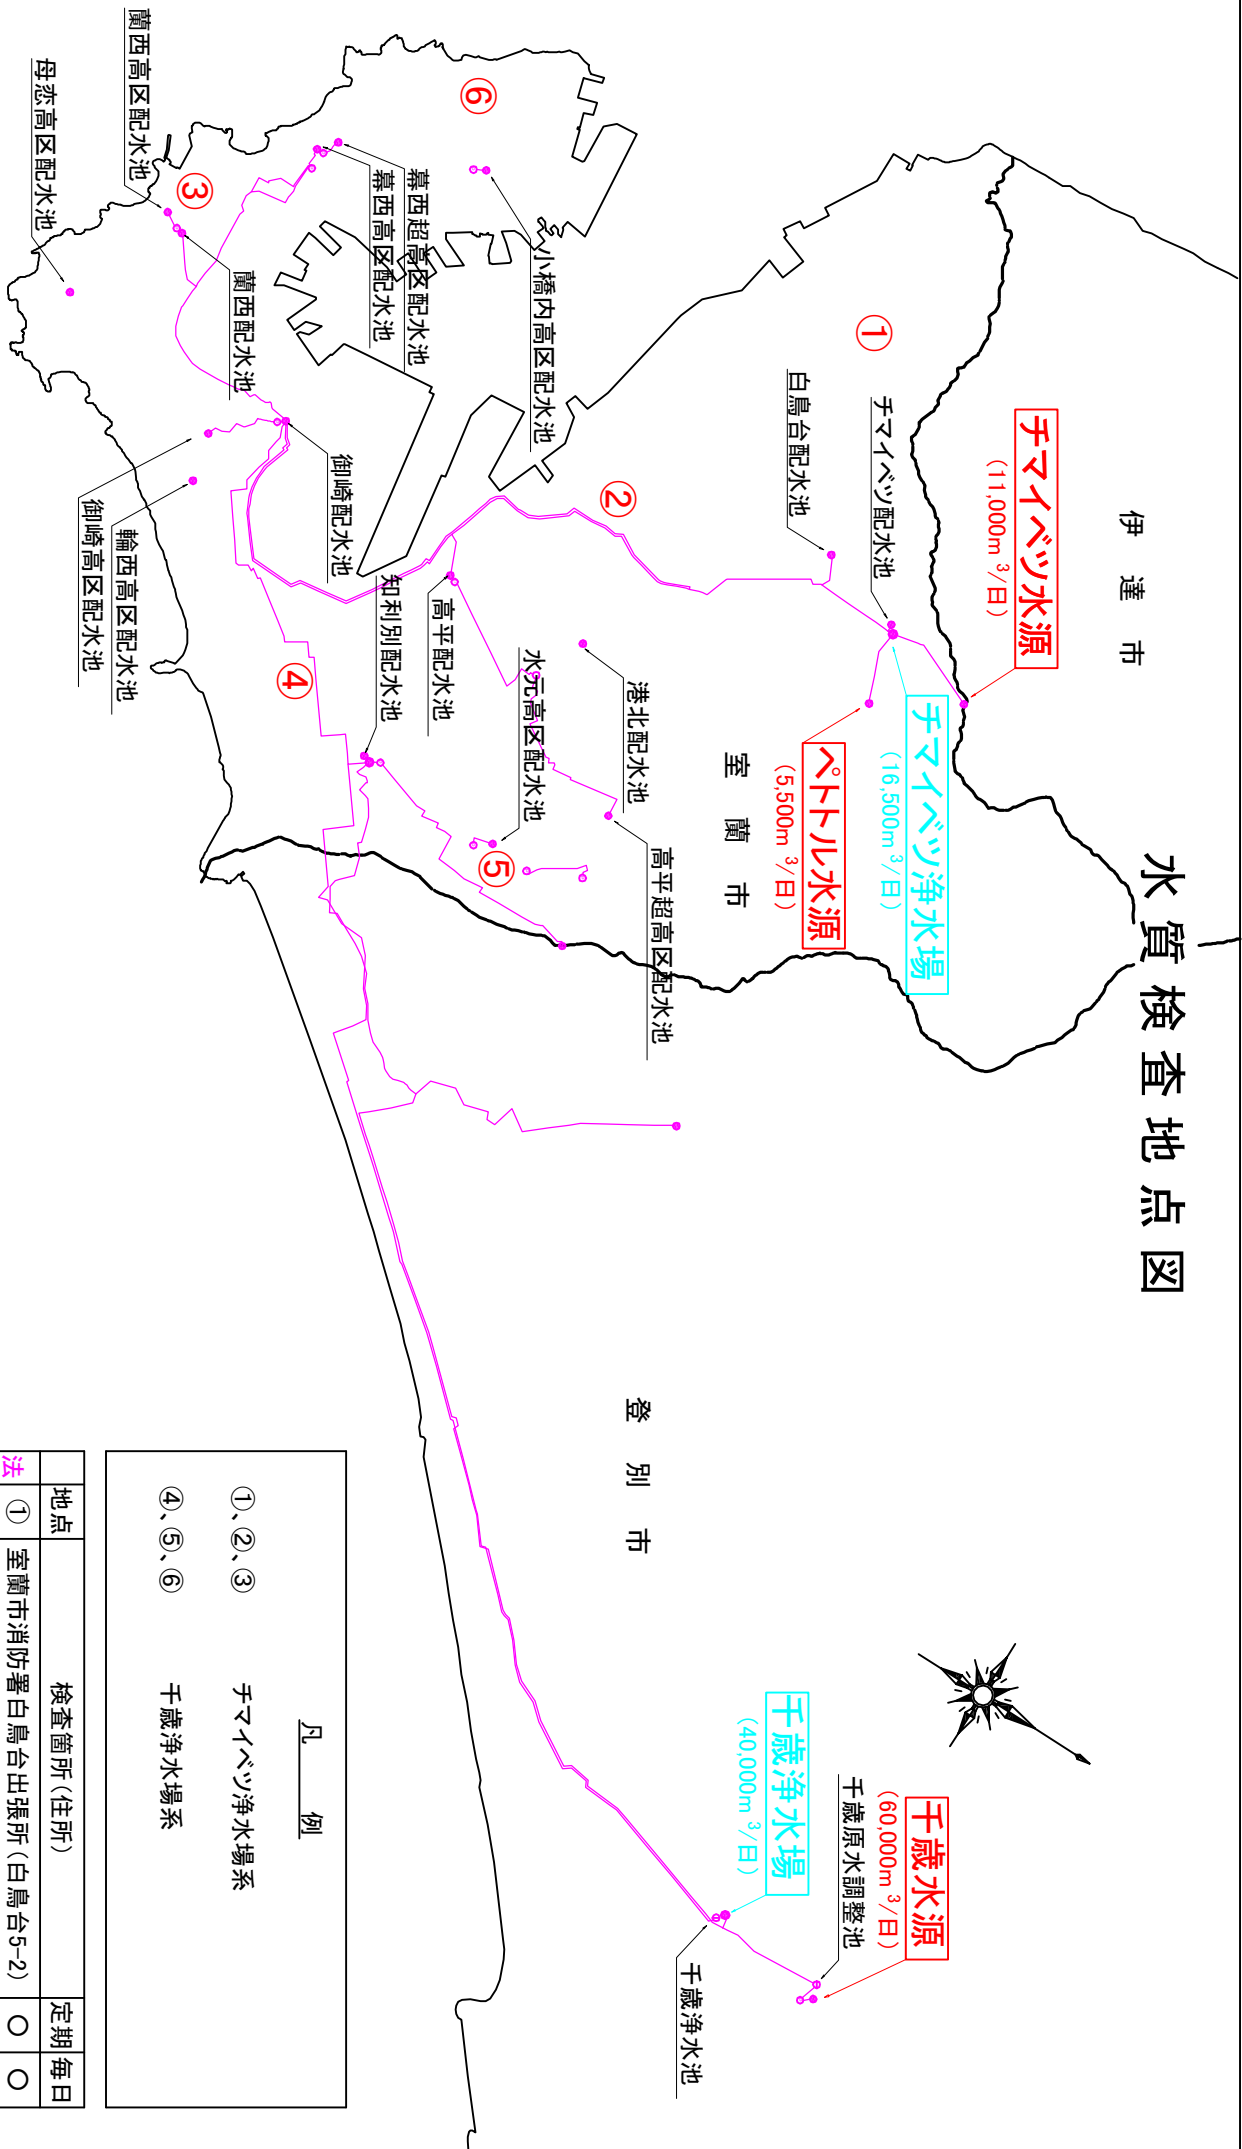 水質検査地点図
伊達市
チマイベツ水源
(11,000m³/日)
チマイベツ浄水場
(16,500m³/日)
ペトトル水源
(5,500m³/日)
室蘭市
チマイベツ配水池
白鳥台配水池
①
②
③
④
⑤
⑥
小橋内高区配水池
幕西超高区配水池
幕西高区配水池
蘭西高区配水池
母恋高区配水池
蘭西配水池
御崎配水池
御崎高区配水池
輪西高区配水池
知利別配水池
高平配水池
水元高区配水池
港北配水池
高平超高区配水池
登別市
千歳水源
(60,000m³/日)
千歳原水調整池
千歳浄水場
(40,000m³/日)
千歳浄水池
凡例
①、②、③ チマイベツ浄水場系
④、⑤、⑥ 千歳浄水場系
地点 検査箇所(住所) 定期 毎日
法 ① 室蘭市消防署白鳥台出張所(白鳥台5-2) ○ ○